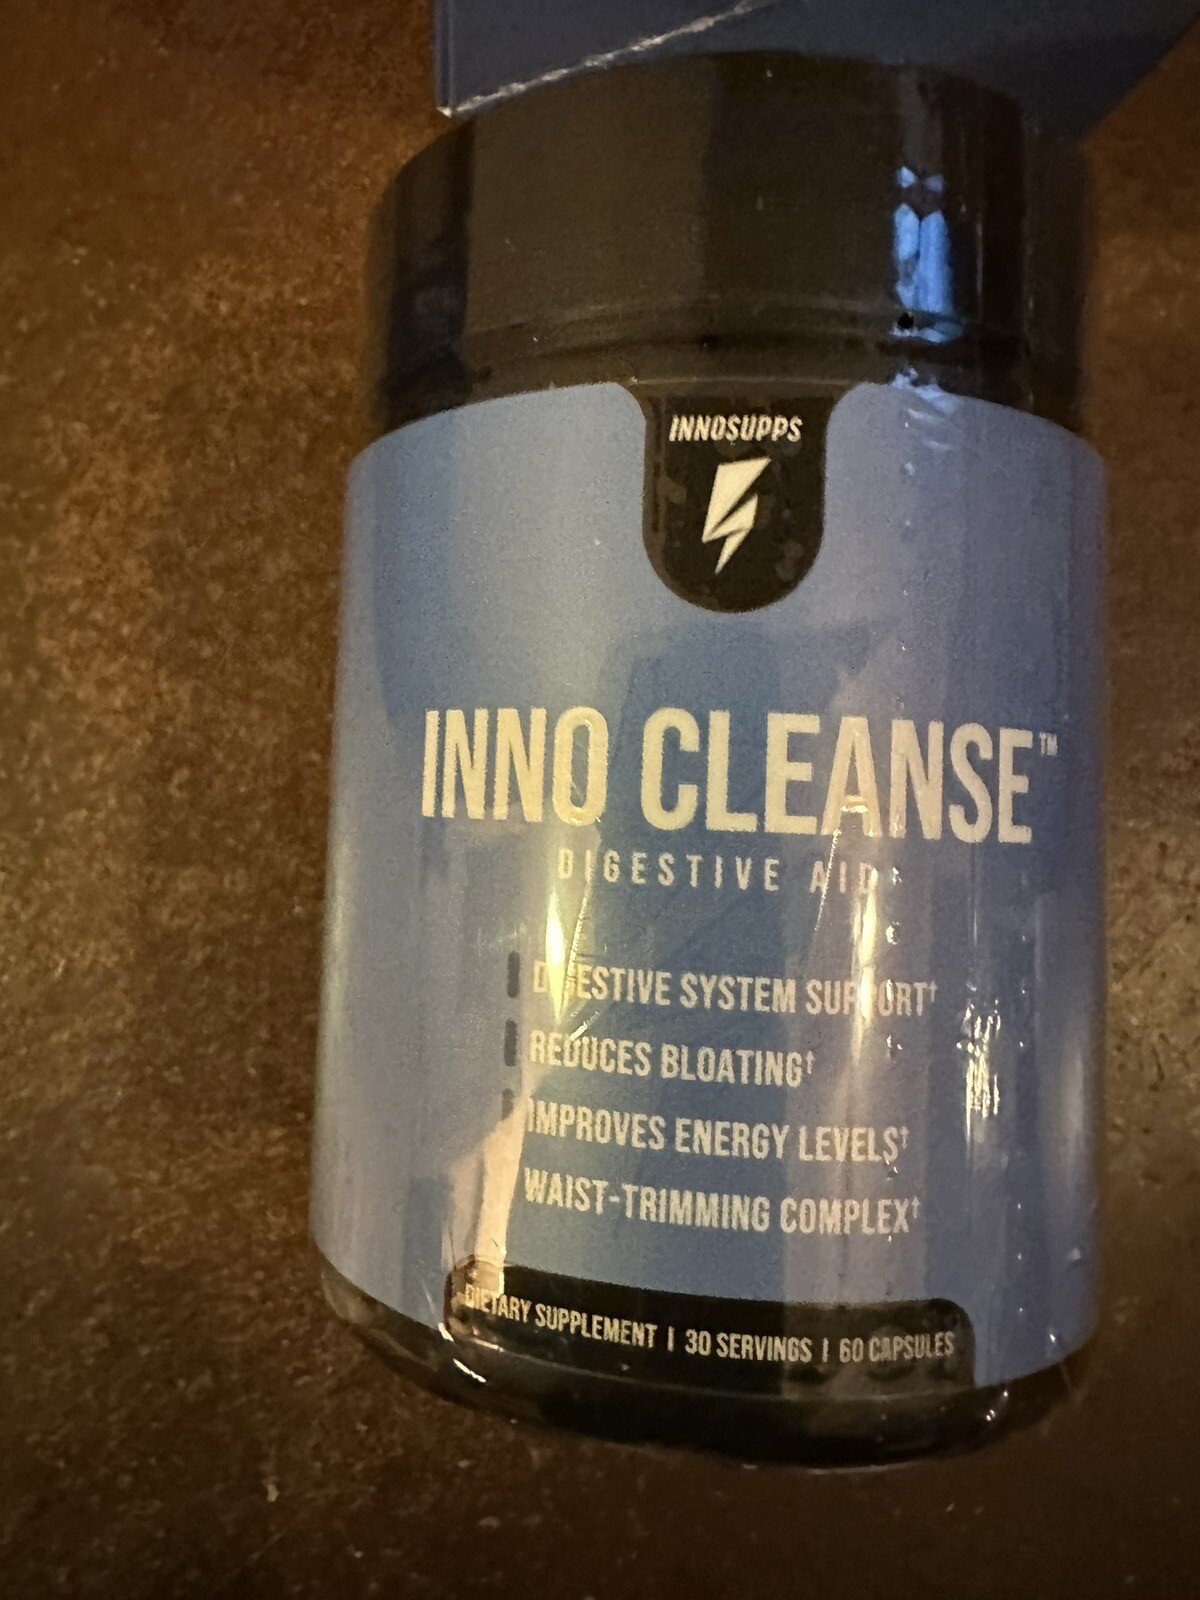 INNOSUPPS
INNO CLEANSE™
DIGESTIVE AID†
DIGESTIVE SYSTEM SUPPORT†
REDUCES BLOATING†
IMPROVES ENERGY LEVELS†
WAIST-TRIMMING COMPLEX†
DIETARY SUPPLEMENT | 30 SERVINGS | 60 CAPSULES